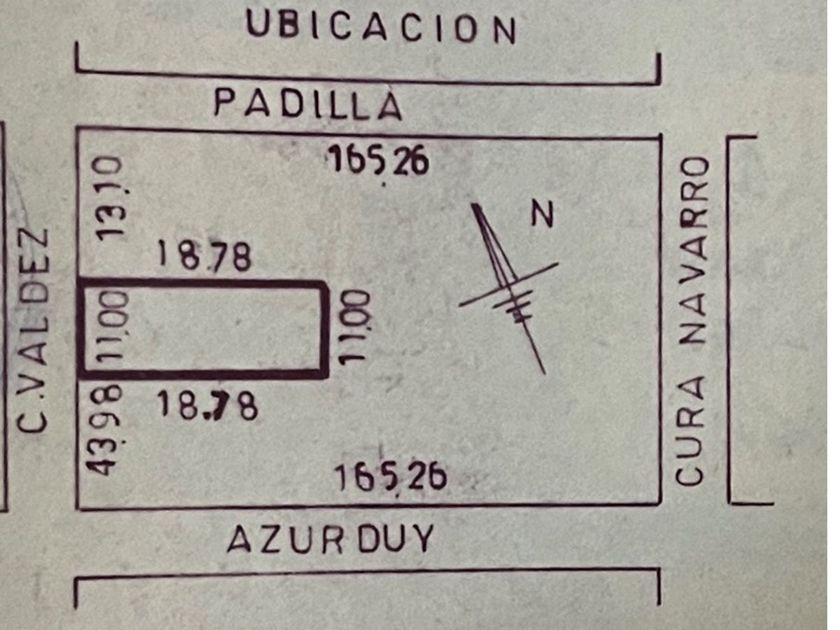 UBICACION
PADILLA
165,26
13,10
N
18.78
C.VALDEZ
11,00
11,00
CURA NAVARRO
18.78
43,98
165,26
AZURDUY